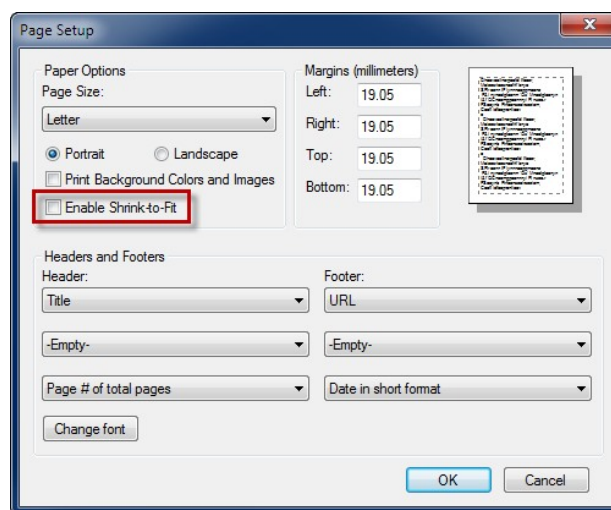 Page Setup
Paper Options
Page Size:
Letter
Portrait
Landscape
Print Background Colors and Images
Enable Shrink-to-Fit
Margins (millimeters)
Left: 19.05
Right: 19.05
Top: 19.05
Bottom: 19.05
Headers and Footers
Header:
Footer:
Title
URL
-Empty-
-Empty-
Page # of total pages
Date in short format
Change font
OK
Cancel